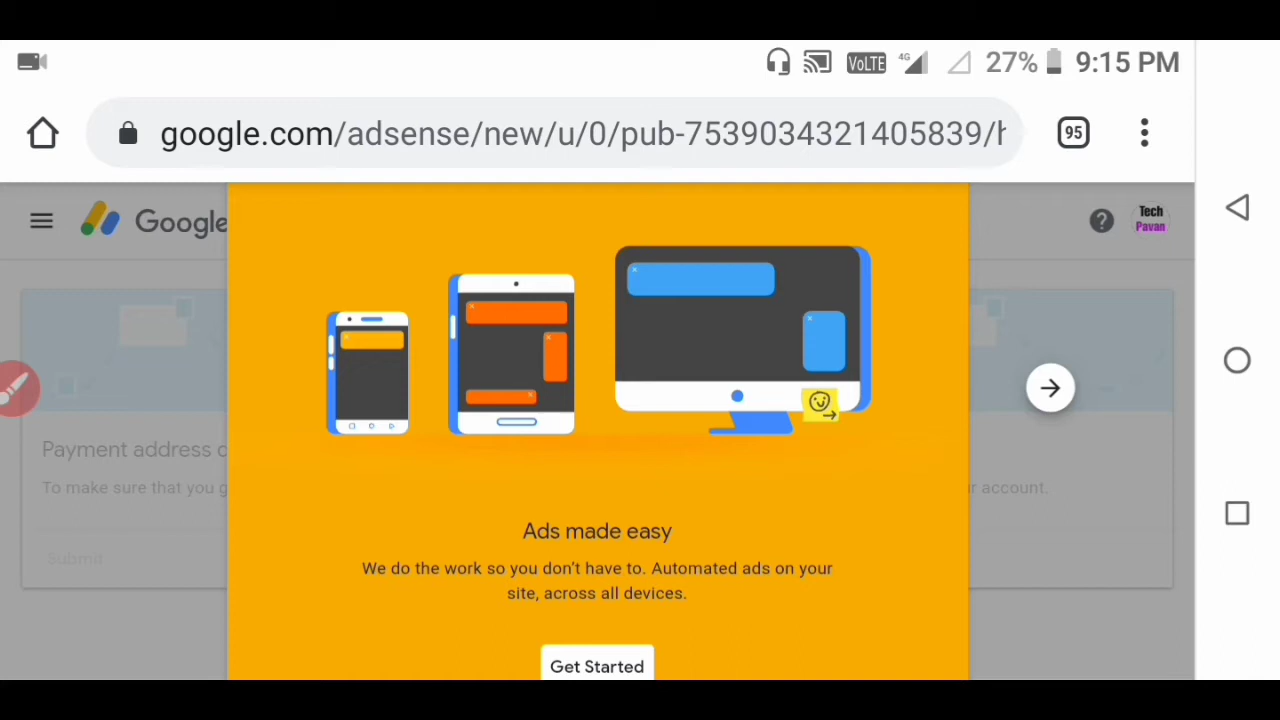 VoLTE 4G 27% 9:15 PM
google.com/adsense/new/u/0/pub-7539034321405839/h
95
Google
Tech
Pavan
Payment address
To make sure that you g
r account.
Submit
Ads made easy
We do the work so you don't have to. Automated ads on your
site, across all devices.
Get Started